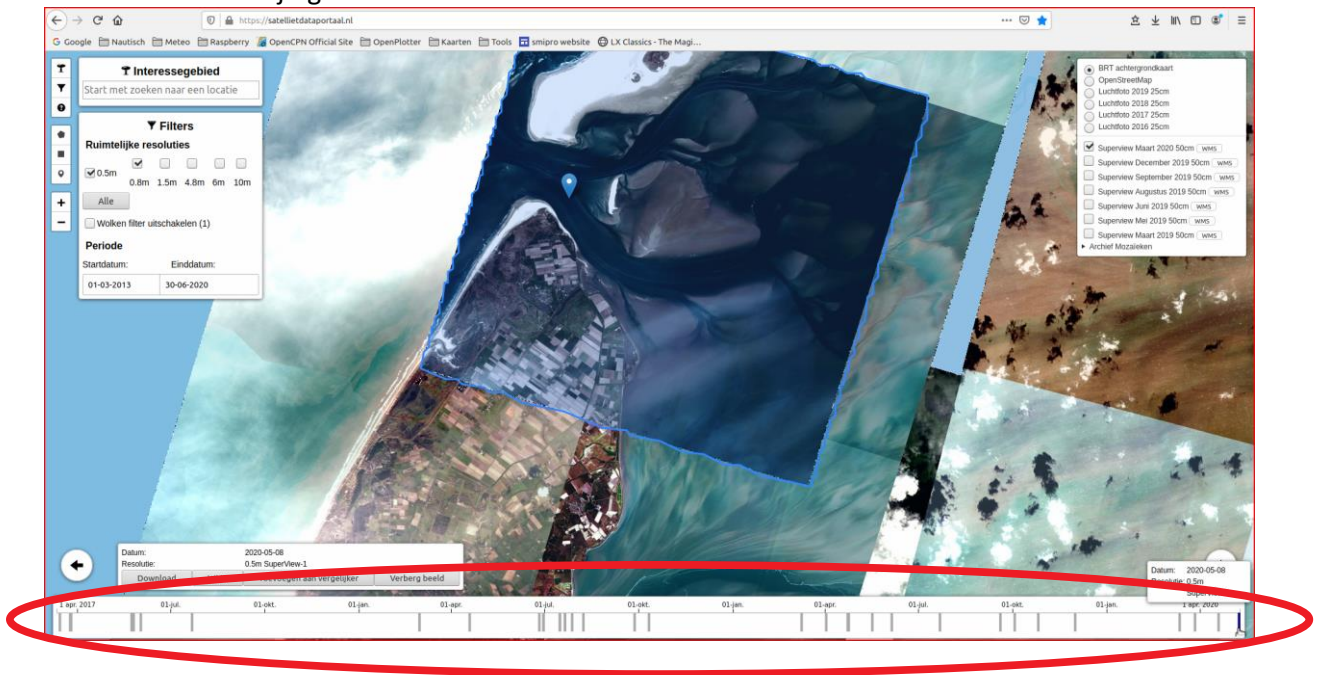 https://satellietdataportaal.nl
Google Nautisch Meteo Raspberry OpenCPN Official Site OpenPlotter Kaarten Tools smipro website LX Classics - The Magi...
Interessegebied
Start met zoeken naar een locatie
Filters
Ruimtelijke resoluties
0.5m
0.8m 1.5m 4.8m 6m 10m
Alle
Wolken filter uitschakelen (1)
Periode
Startdatum: Einddatum:
01-03-2013 30-06-2020
BRT achtergrondkaart
OpenStreetMap
Luchtfoto 2019 25cm
Luchtfoto 2018 25cm
Luchtfoto 2017 25cm
Luchtfoto 2016 25cm
Superview Maart 2020 50cm WMS
Superview December 2019 50cm WMS
Superview September 2019 50cm WMS
Superview Augustus 2019 50cm WMS
Superview Juni 2019 50cm WMS
Superview Mei 2019 50cm WMS
Superview Maart 2019 50cm WMS
Archief Mozaïeken
Datum: 2020-05-08
Resolutie: 0.5m SuperView-1
Download aan vergelijker Verberg beeld
Datum: 2020-05-08
Resolutie: 0.5m
1 apr. 2017 01-jul. 01-okt. 01-jan. 01-apr. 01-jul. 01-okt. 01-jan. 01-apr. 01-jul. 01-okt. 01-jan. 1 apr. 2020